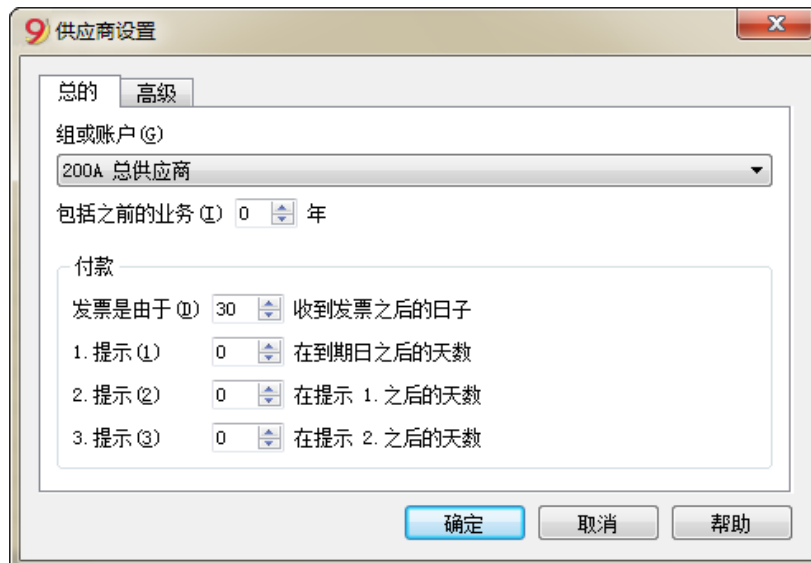 9 供应商设置
总的 高级
组或账户(G)
200A 总供应商
包括之前的业务(I) 0 年
付款
发票是由于(D) 30 收到发票之后的日子
1.提示(1) 0 在到期日之后的天数
2.提示(2) 0 在提示 1.之后的天数
3.提示(3) 0 在提示 2.之后的天数
确定 取消 帮助